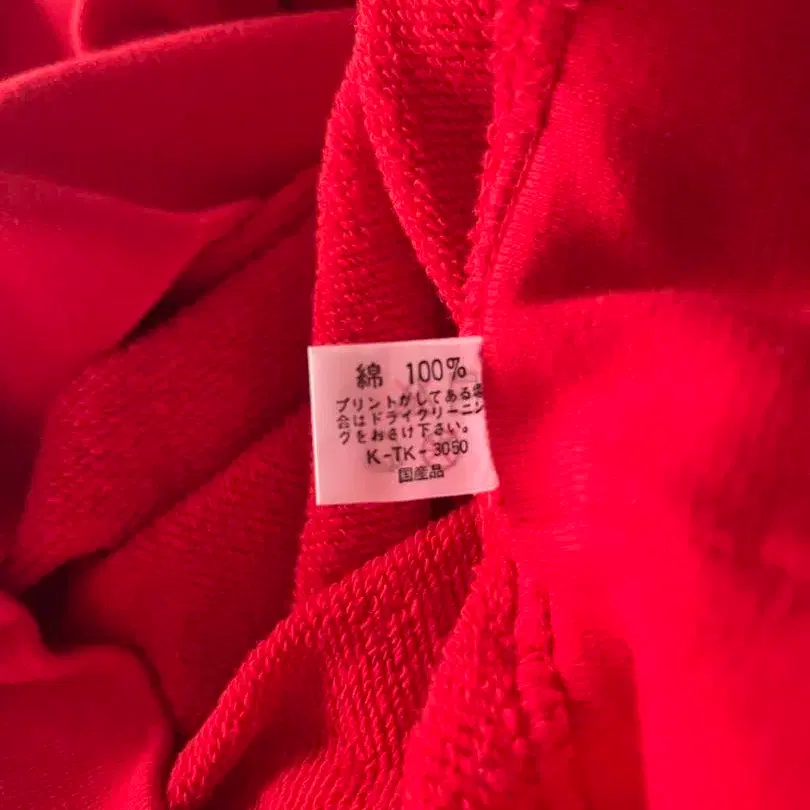 綿 100%
プリントがしてある場
合はドライクリーニン
グをおさけ下さい。
K-TK-3050
国産品